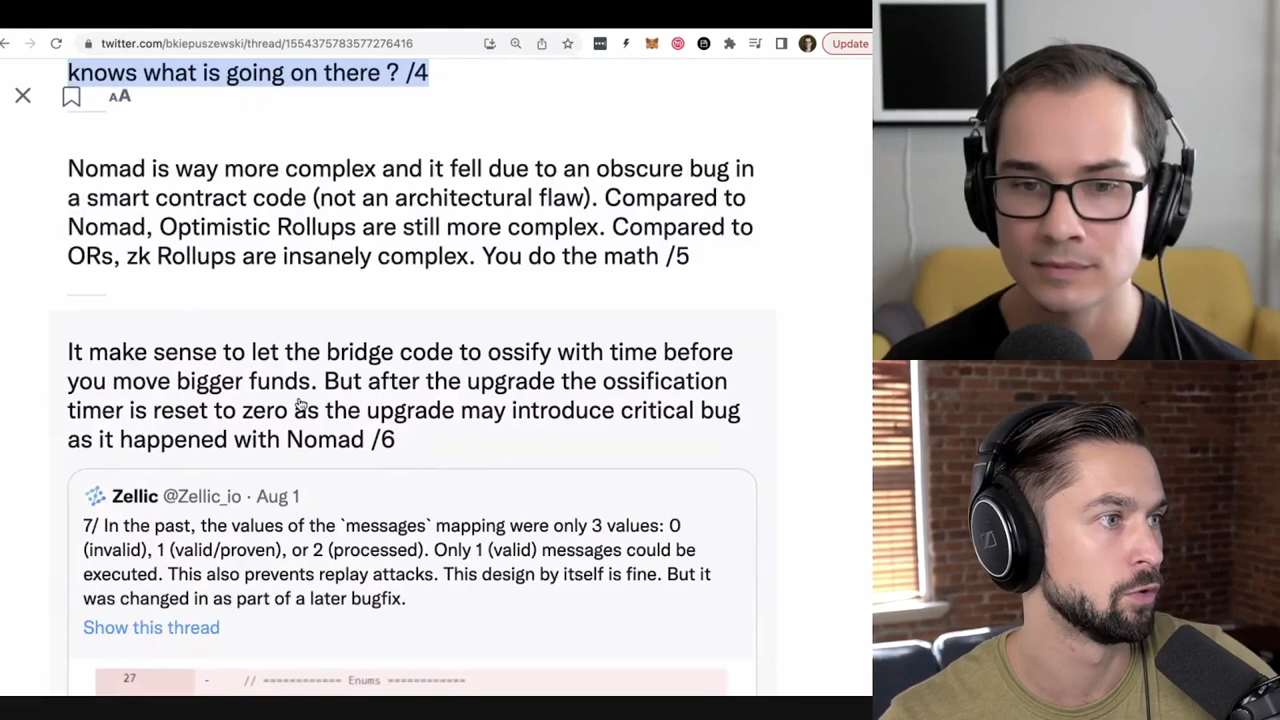 twitter.com/bkiepuszewski/thread/1554375783577276416
Update
knows what is going on there ? /4
AA
Nomad is way more complex and it fell due to an obscure bug in
a smart contract code (not an architectural flaw). Compared to
Nomad, Optimistic Rollups are still more complex. Compared to
ORs, zk Rollups are insanely complex. You do the math /5
It make sense to let the bridge code to ossify with time before
you move bigger funds. But after the upgrade the ossification
timer is reset to zero as the upgrade may introduce critical bug
as it happened with Nomad /6
Zellic @Zellic_io · Aug 1
7/ In the past, the values of the `messages` mapping were only 3 values: 0
(invalid), 1 (valid/proven), or 2 (processed). Only 1 (valid) messages could be
executed. This also prevents replay attacks. This design by itself is fine. But it
was changed in as part of a later bugfix.
Show this thread
27 - // ============ Enums ============